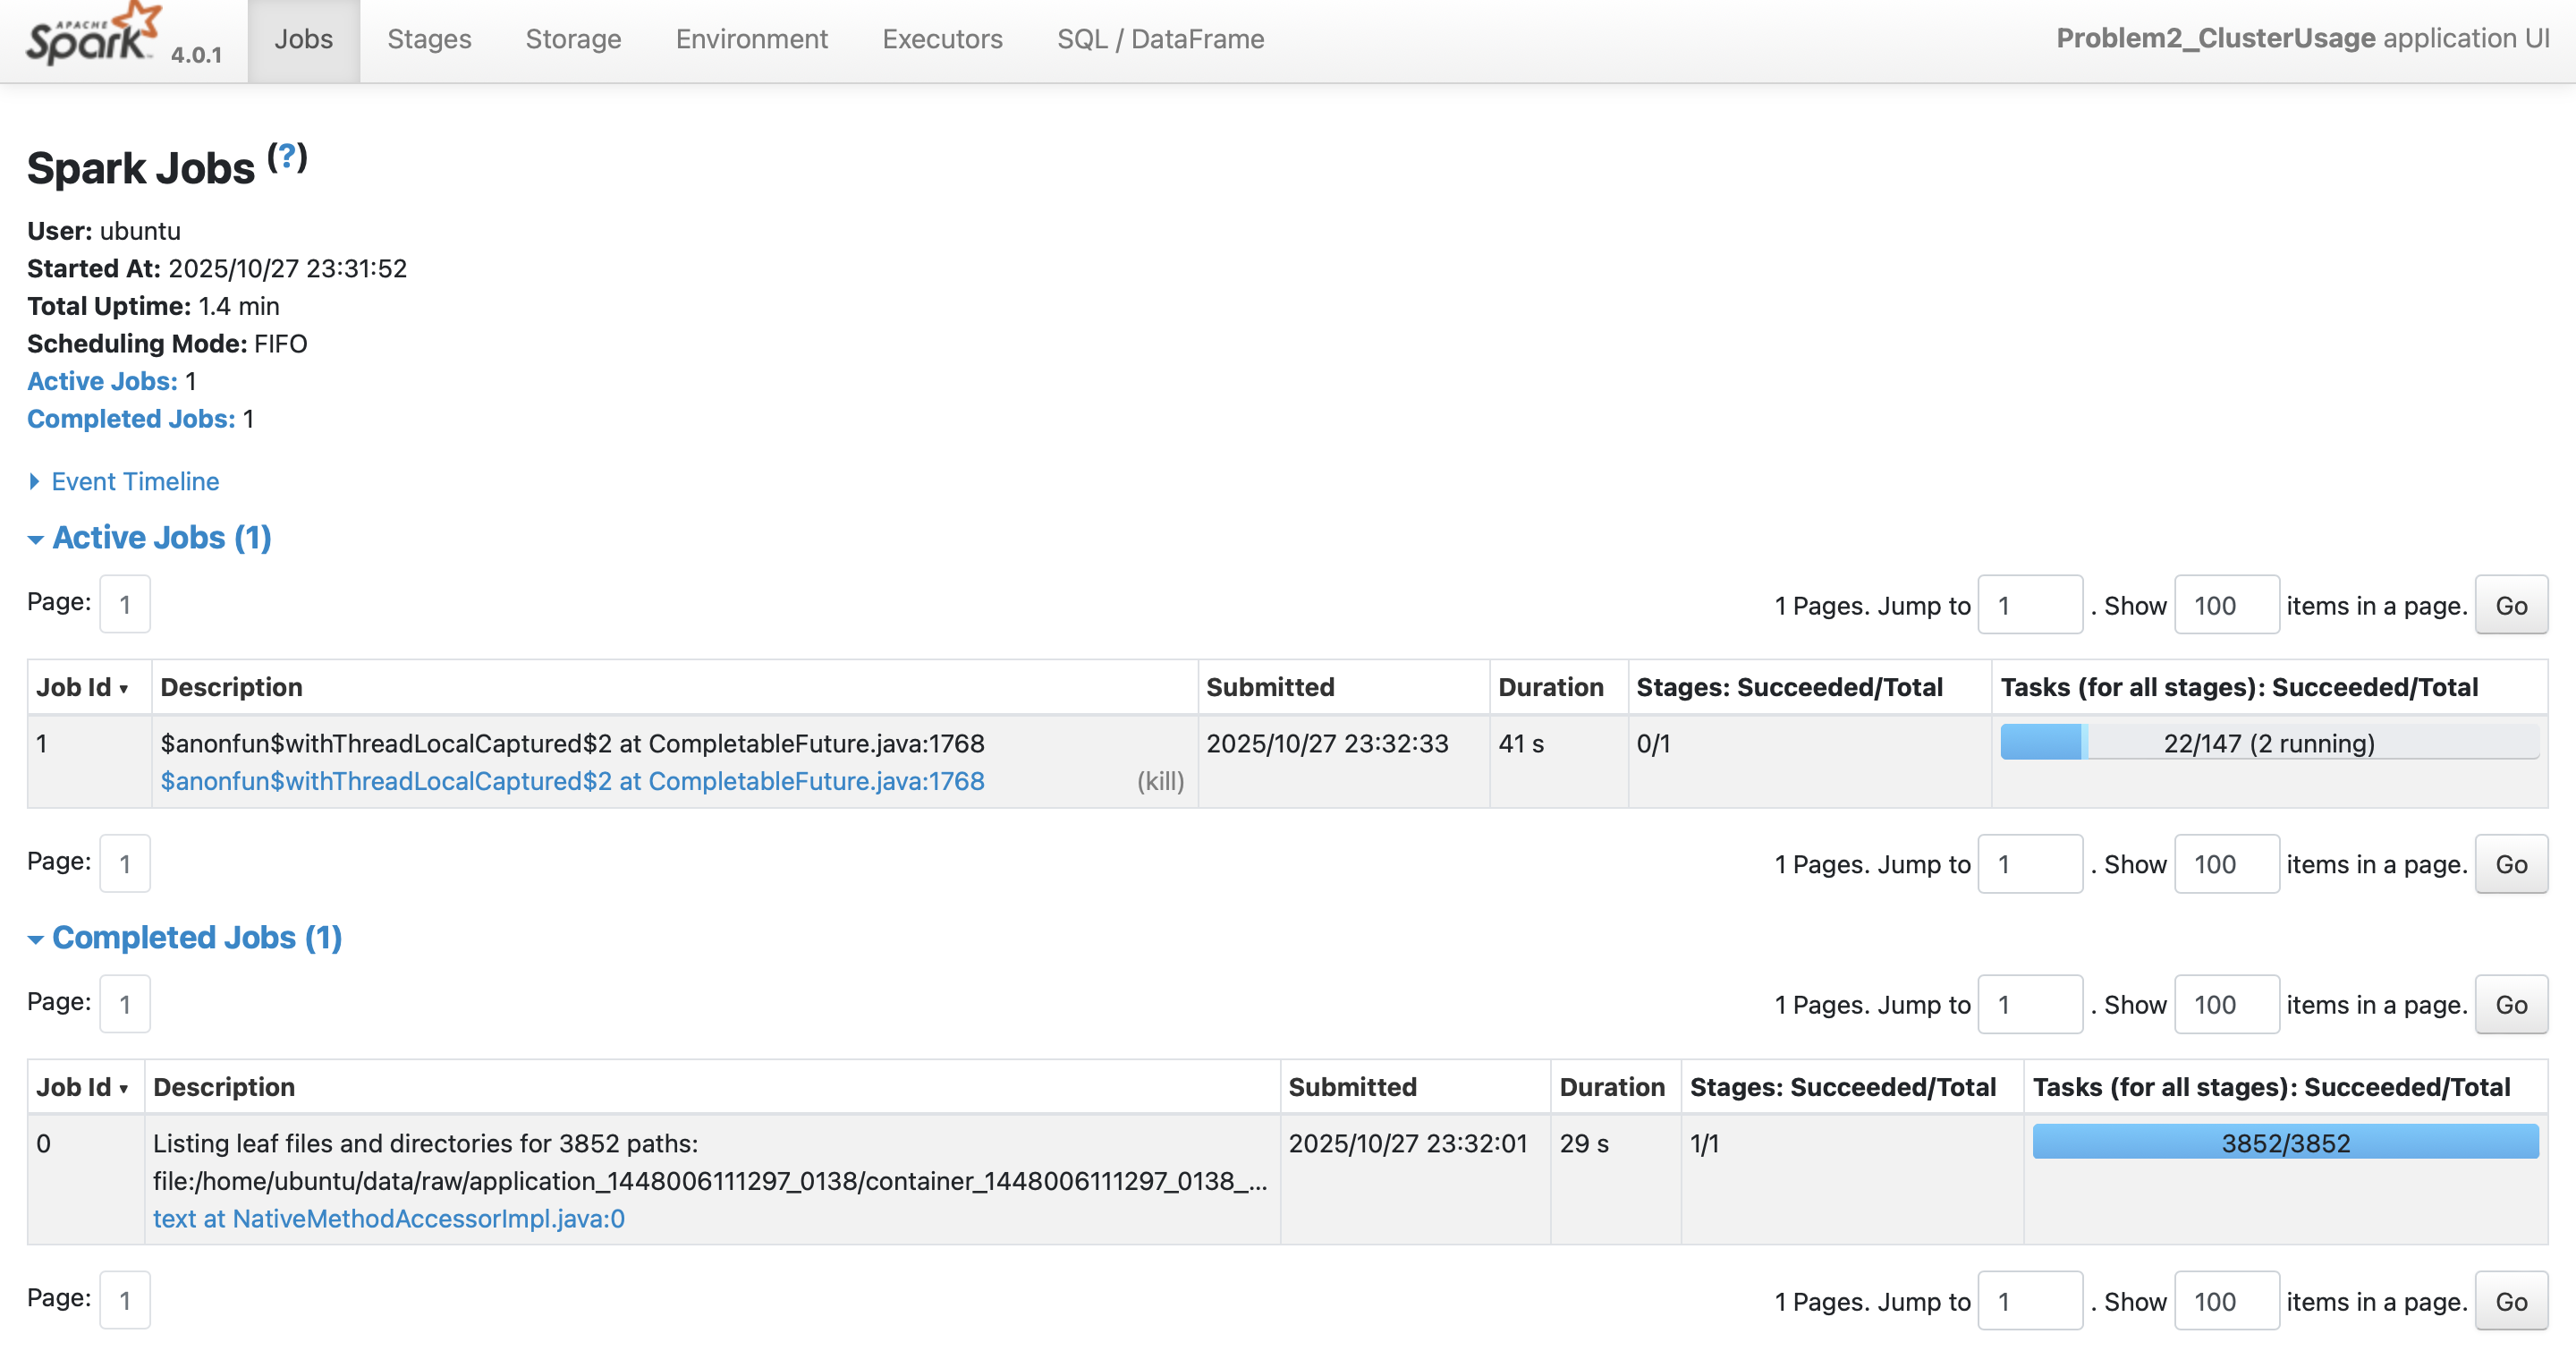 APACHE Spark 4.0.1 Jobs Stages Storage Environment Executors SQL / DataFrame Problem2_ClusterUsage application UI
Spark Jobs (?)
User: ubuntu
Started At: 2025/10/27 23:31:52
Total Uptime: 1.4 min
Scheduling Mode: FIFO
Active Jobs: 1
Completed Jobs: 1
Event Timeline
Active Jobs (1)
Page: 1 1 Pages. Jump to 1 . Show 100 items in a page. Go
Job Id ▾ Description Submitted Duration Stages: Succeeded/Total Tasks (for all stages): Succeeded/Total
1 $anonfun$withThreadLocalCaptured$2 at CompletableFuture.java:1768 2025/10/27 23:32:33 41 s 0/1 22/147 (2 running)
$anonfun$withThreadLocalCaptured$2 at CompletableFuture.java:1768 (kill)
Page: 1 1 Pages. Jump to 1 . Show 100 items in a page. Go
Completed Jobs (1)
Page: 1 1 Pages. Jump to 1 . Show 100 items in a page. Go
Job Id ▾ Description Submitted Duration Stages: Succeeded/Total Tasks (for all stages): Succeeded/Total
0 Listing leaf files and directories for 3852 paths: 2025/10/27 23:32:01 29 s 1/1 3852/3852
file:/home/ubuntu/data/raw/application_1448006111297_0138/container_1448006111297_0138_...
text at NativeMethodAccessorImpl.java:0
Page: 1 1 Pages. Jump to 1 . Show 100 items in a page. Go